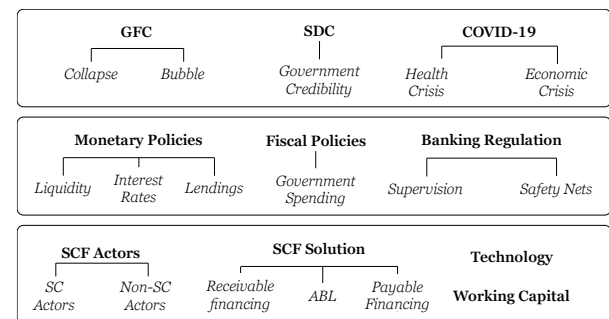 GFC
SDC
COVID-19
Collapse
Bubble
Government
Credibility
Health
Crisis
Economic
Crisis
Monetary Policies
Fiscal Policies
Banking Regulation
Liquidity
Interest
Rates
Lendings
Government
Spending
Supervision
Safety Nets
SCF Actors
SCF Solution
Technology
SC
Actors
Non-SC
Actors
Receivable
financing
ABL
Payable
Financing
Working Capital